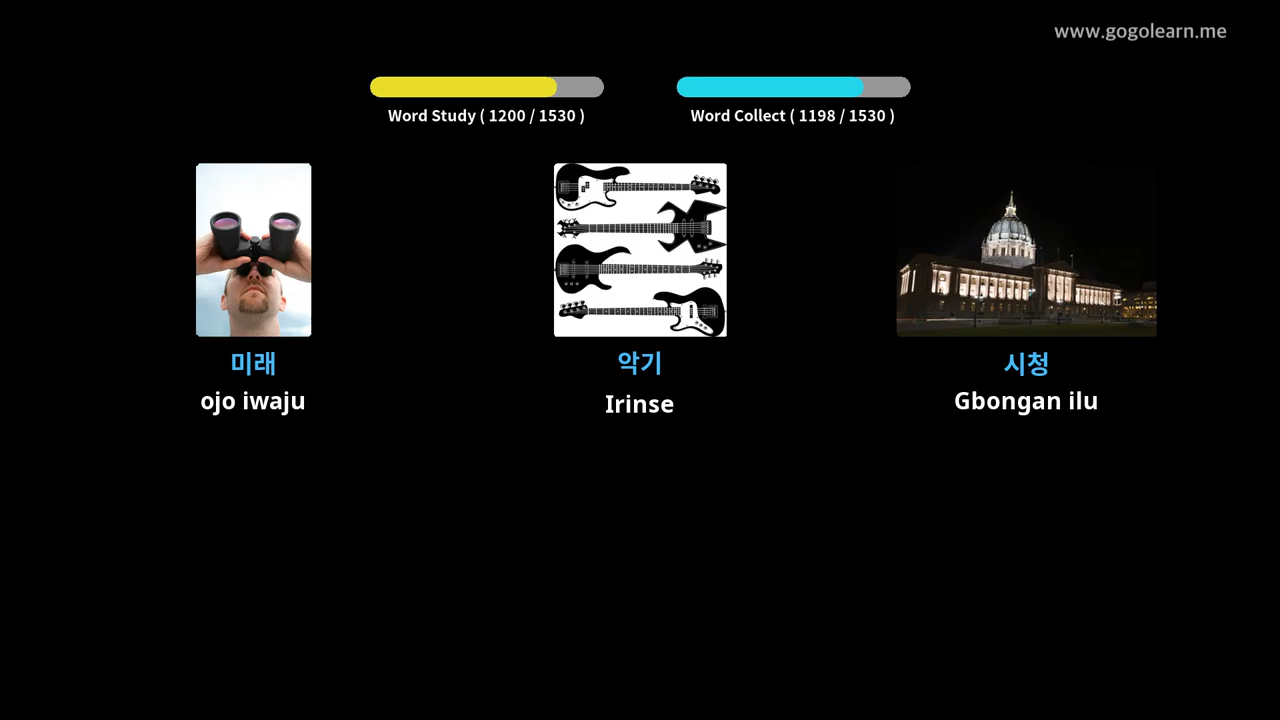 www.gogolearn.me
Word Study ( 1200 / 1530 )
Word Collect ( 1198 / 1530 )
미래
악기
시청
ojo iwaju
Irinse
Gbongan ilu